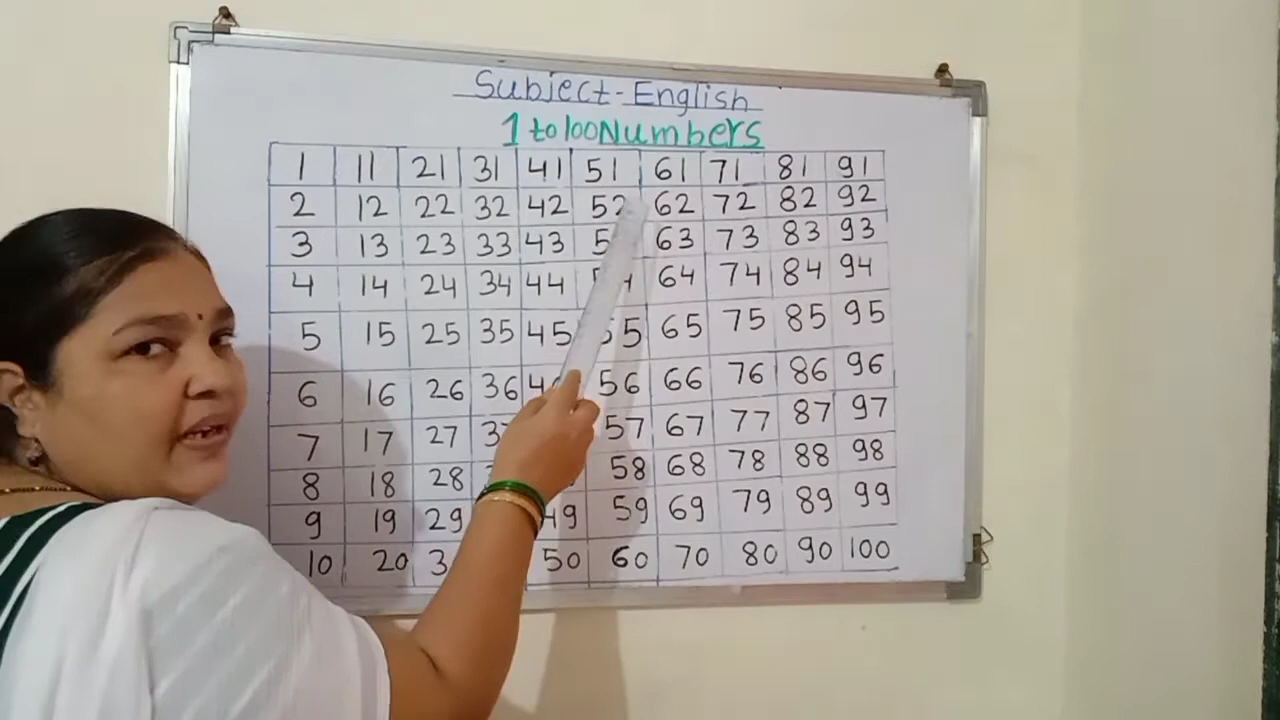 Subject-English
1 to 100 Numbers
1 11 21 31 41 51 61 71 81 91
2 12 22 32 42 52 62 72 82 92
3 13 23 33 43 63 73 83 93
4 14 24 34 44 64 74 84 94
5 15 25 35 45 55 65 75 85 95
6 16 26 36 56 66 76 86 96
7 17 27 57 67 77 87 97
8 18 28 58 68 78 88 98
9 19 29 49 59 69 79 89 99
10 20 50 60 70 80 90 100